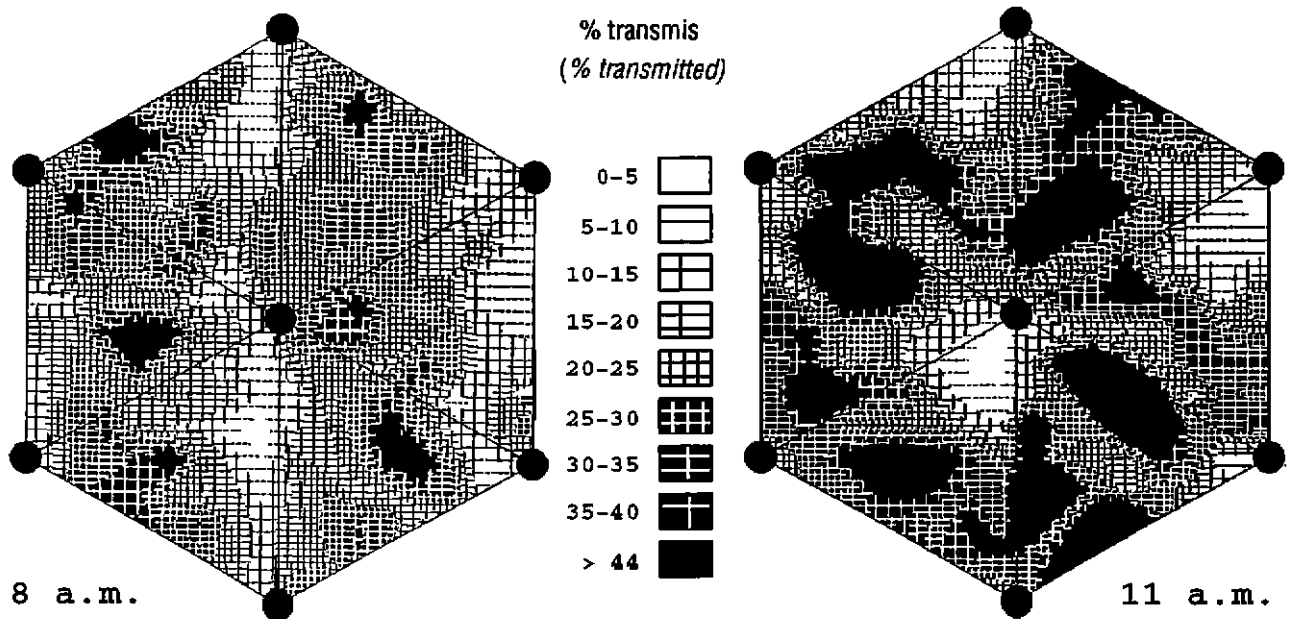 % transmis
(% transmitted)
0-5
5-10
10-15
15-20
20-25
25-30
30-35
35-40
> 44
8 a.m.
11 a.m.